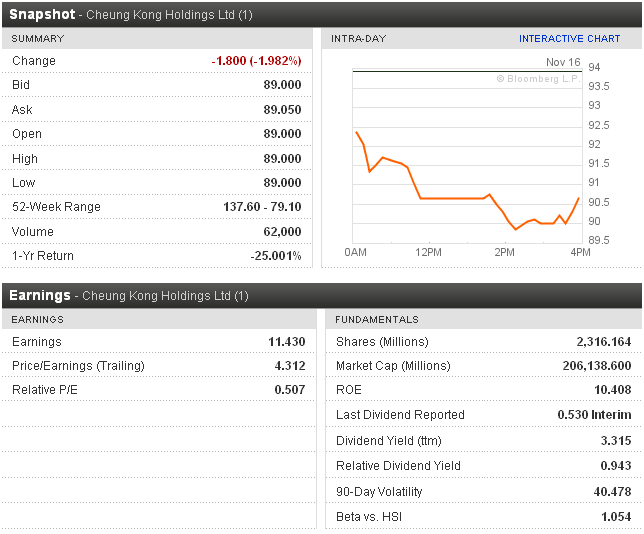 Snapshot - Cheung Kong Holdings Ltd (1)
SUMMARY
Change -1.800 (-1.982%)
Bid 89.000
Ask 89.050
Open 89.000
High 89.000
Low 89.000
52-Week Range 137.60 - 79.10
Volume 62,000
1-Yr Return -25.001%
INTRA-DAY INTERACTIVE CHART
Nov 16
94
© Bloomberg L.P.
93.5
93
92.5
92
91.5
91
90.5
90
89.5
0AM 12PM 2PM 4PM
Earnings - Cheung Kong Holdings Ltd (1)
EARNINGS
Earnings 11.430
Price/Earnings (Trailing) 4.312
Relative P/E 0.507
FUNDAMENTALS
Shares (Millions) 2,316.164
Market Cap (Millions) 206,138.600
ROE 10.408
Last Dividend Reported 0.530 Interim
Dividend Yield (ttm) 3.315
Relative Dividend Yield 0.943
90-Day Volatility 40.478
Beta vs. HSI 1.054